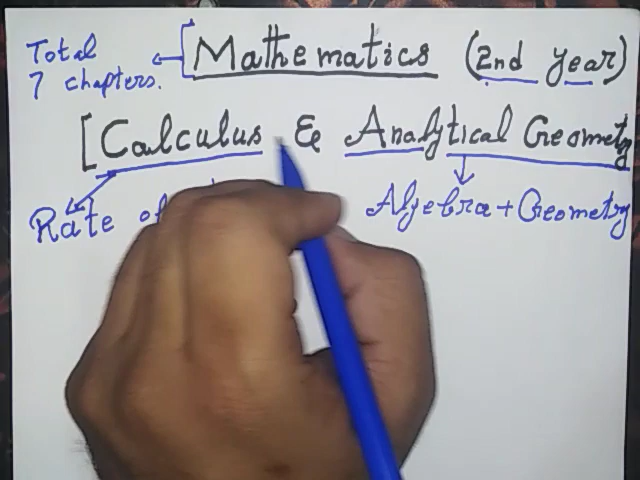 Total
7 chapters.
Mathematics (2nd year)
[Calculus & Analytical Geometry
Rate of
Algebra + Geometry